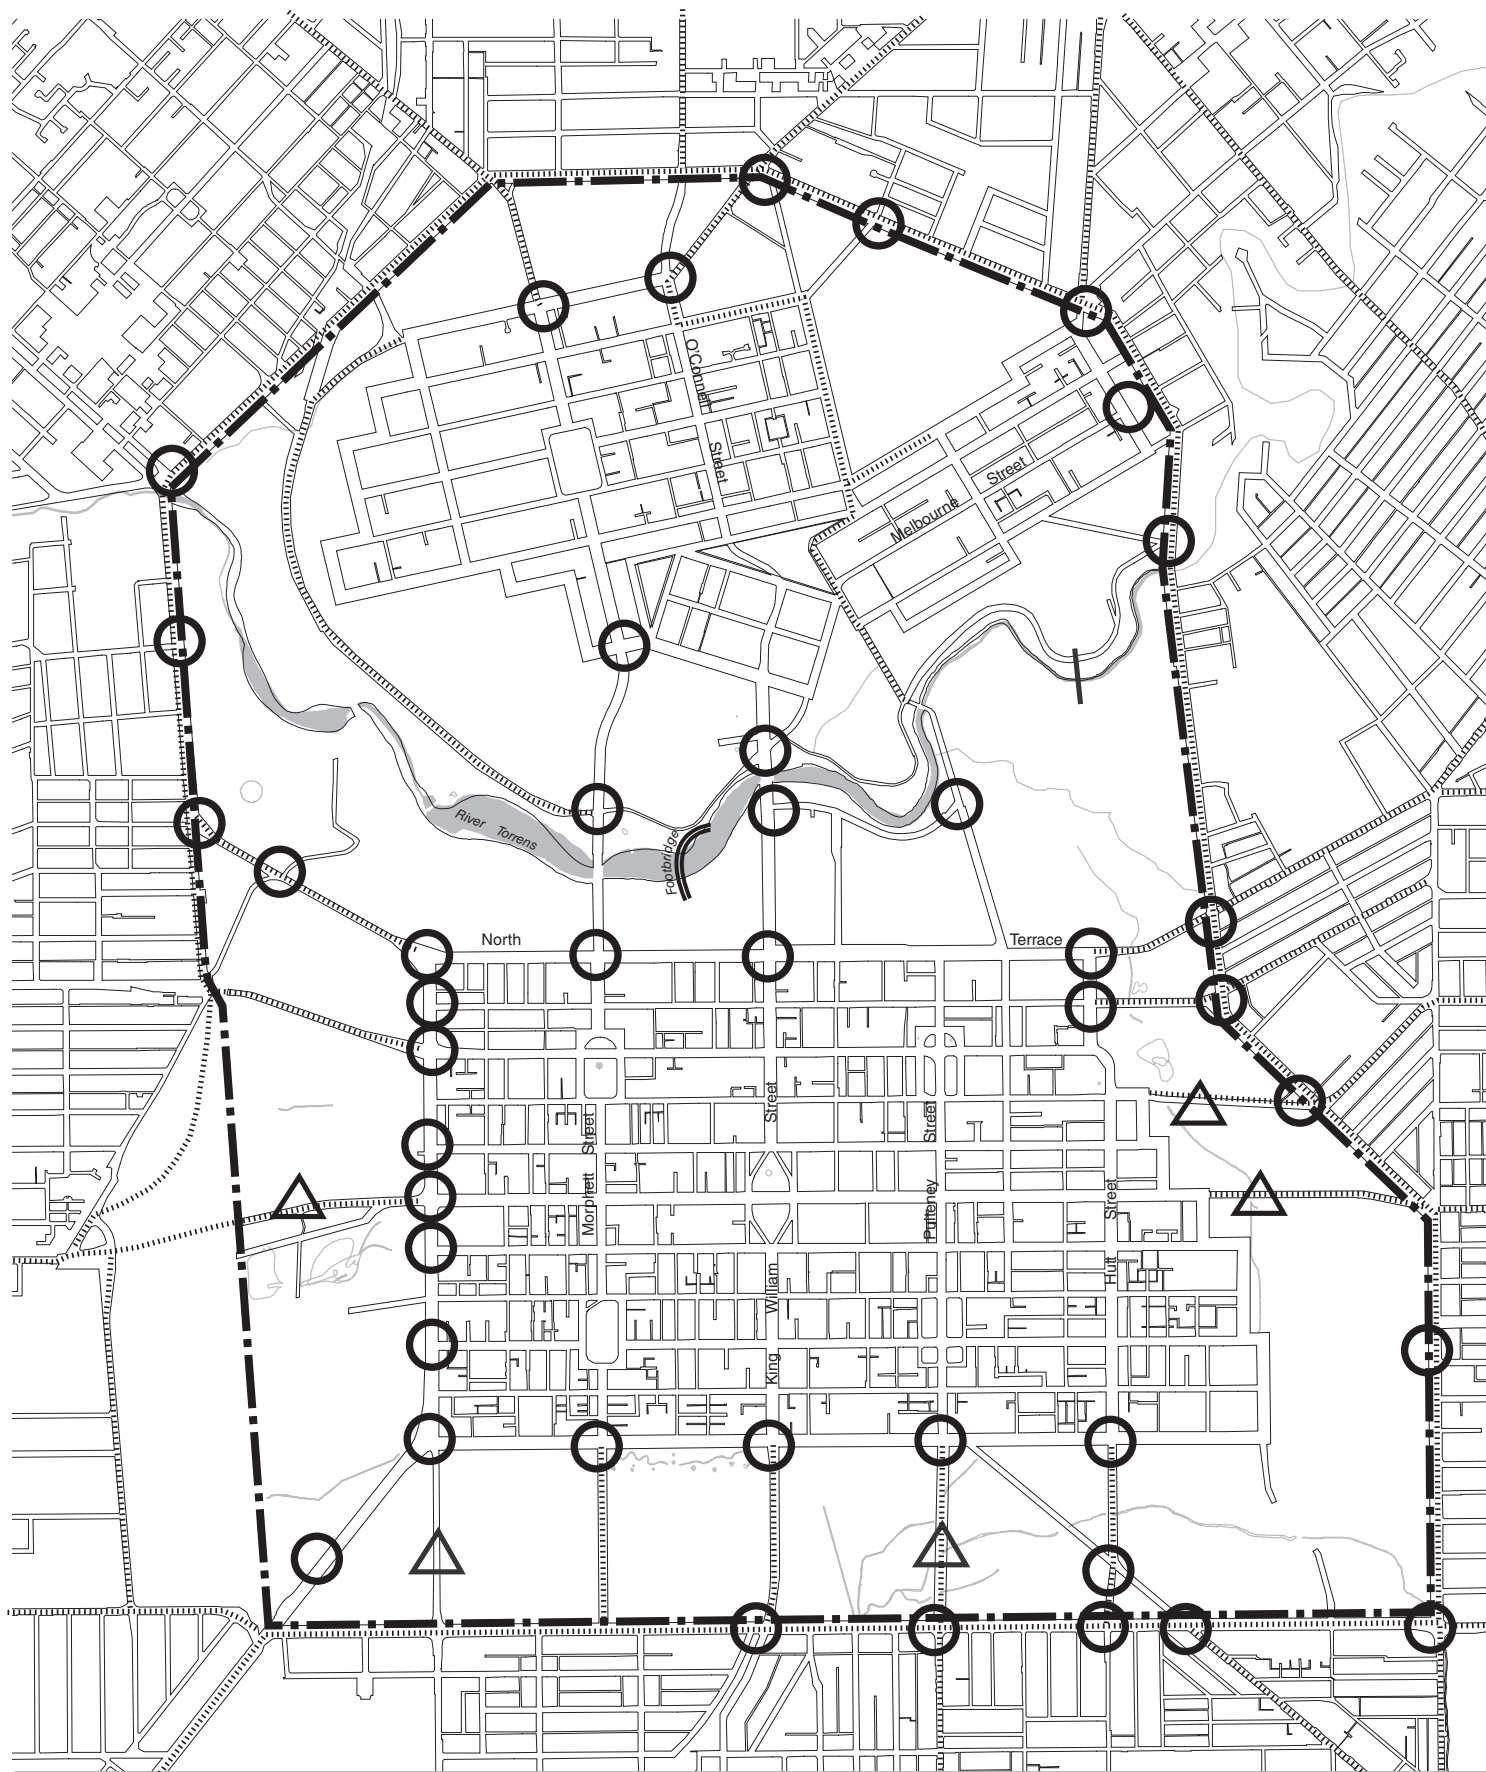 O'Connell
Street
Street
Melbourne
River Torrens
Footbridge
North
Terrace
Street
Morphett
Street
William
King
Street
Pulteney
Street
Hutt